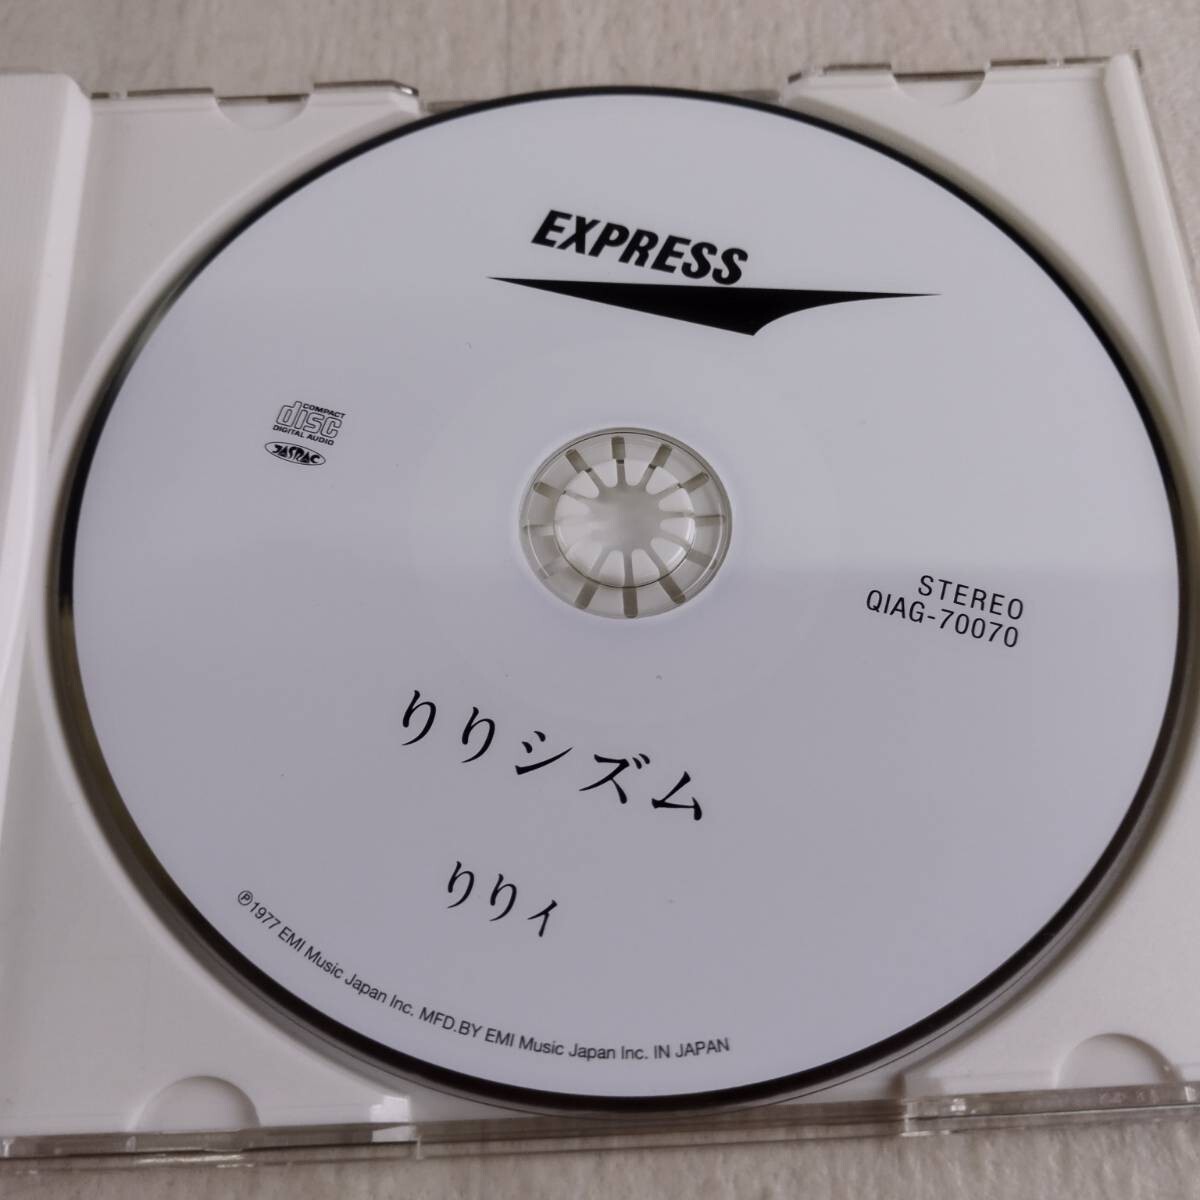 EXPRESS
COMPACT
disc
DIGITAL AUDIO
JASRAC
STEREO
QIAG-70070
りりシズム
りりィ
℗1977 EMI Music Japan Inc. MFD.BY EMI Music Japan Inc. IN JAPAN